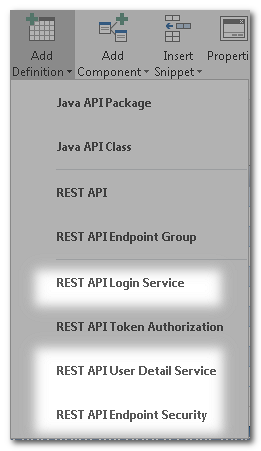 Add
Definition
Add
Component
Insert
Snippet
Properti
Java API Package
Java API Class
REST API
REST API Endpoint Group
REST API Login Service
REST API Token Authorization
REST API User Detail Service
REST API Endpoint Security